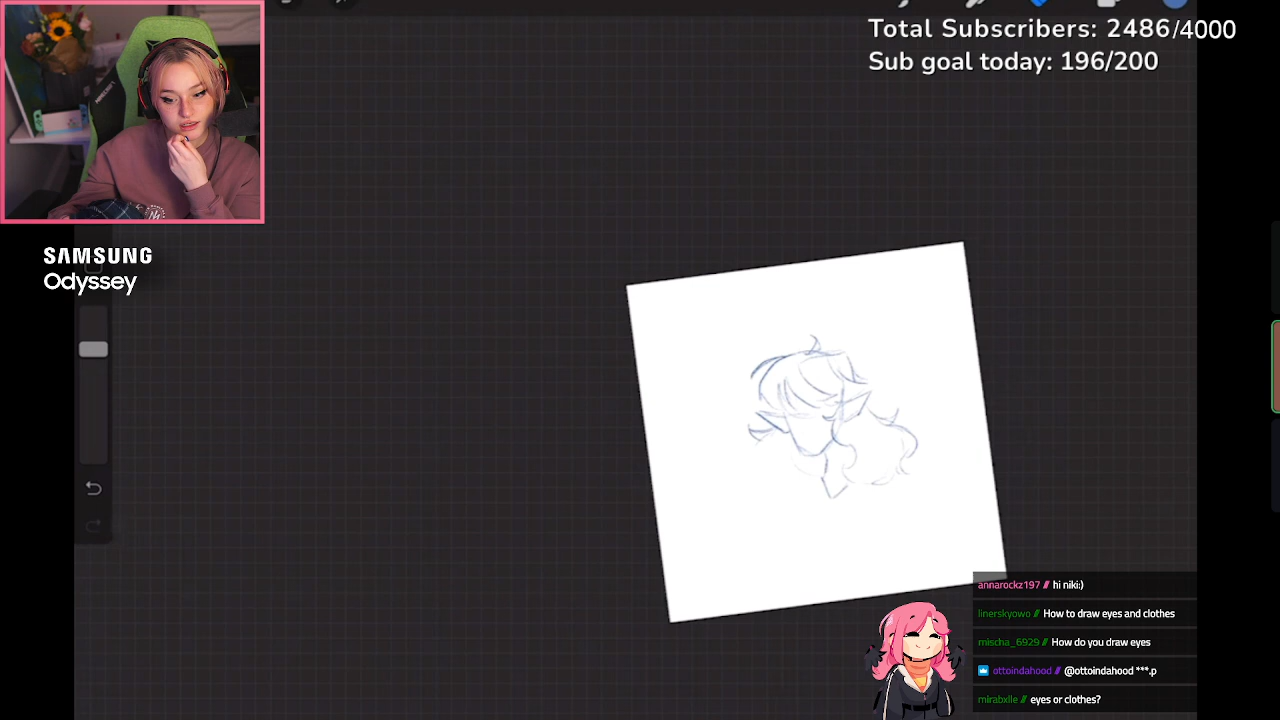 Total Subscribers: 2486/4000
Sub goal today: 196/200
SAMSUNG
Odyssey
annarockz197 // hi niki:)
linerskyowo // How to draw eyes and clothes
mischa_6929 // How do you draw eyes
ottoindahood // @ottoindahood ***.p
mirabxlle // eyes or clothes?